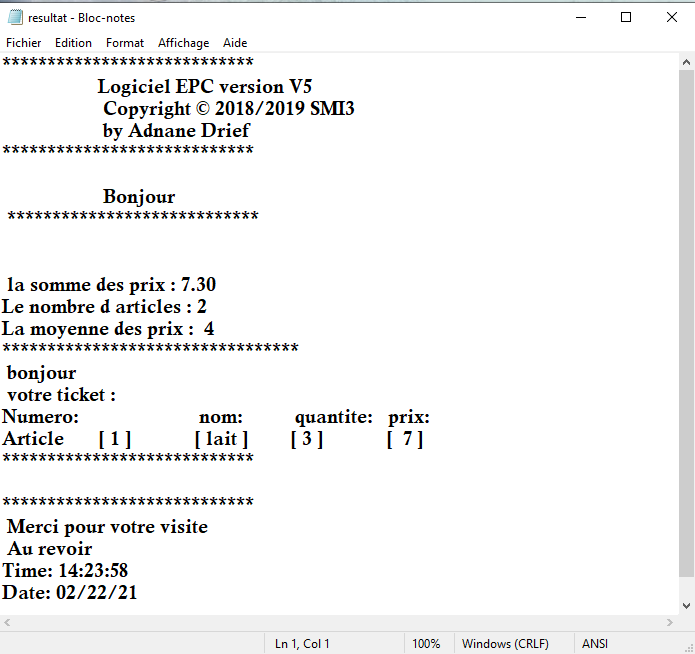 resultat - Bloc-notes
Fichier Edition Format Affichage Aide
****************************
Logiciel EPC version V5
Copyright © 2018/2019 SMI3
by Adnane Drief
****************************
Bonjour
****************************
la somme des prix : 7.30
Le nombre d articles : 2
La moyenne des prix : 4
*********************************
bonjour
votre ticket :
Numero: nom: quantite: prix:
Article [ 1 ] [ lait ] [ 3 ] [ 7 ]
****************************
****************************
Merci pour votre visite
Au revoir
Time: 14:23:58
Date: 02/22/21
Ln 1, Col 1 100% Windows (CRLF) ANSI